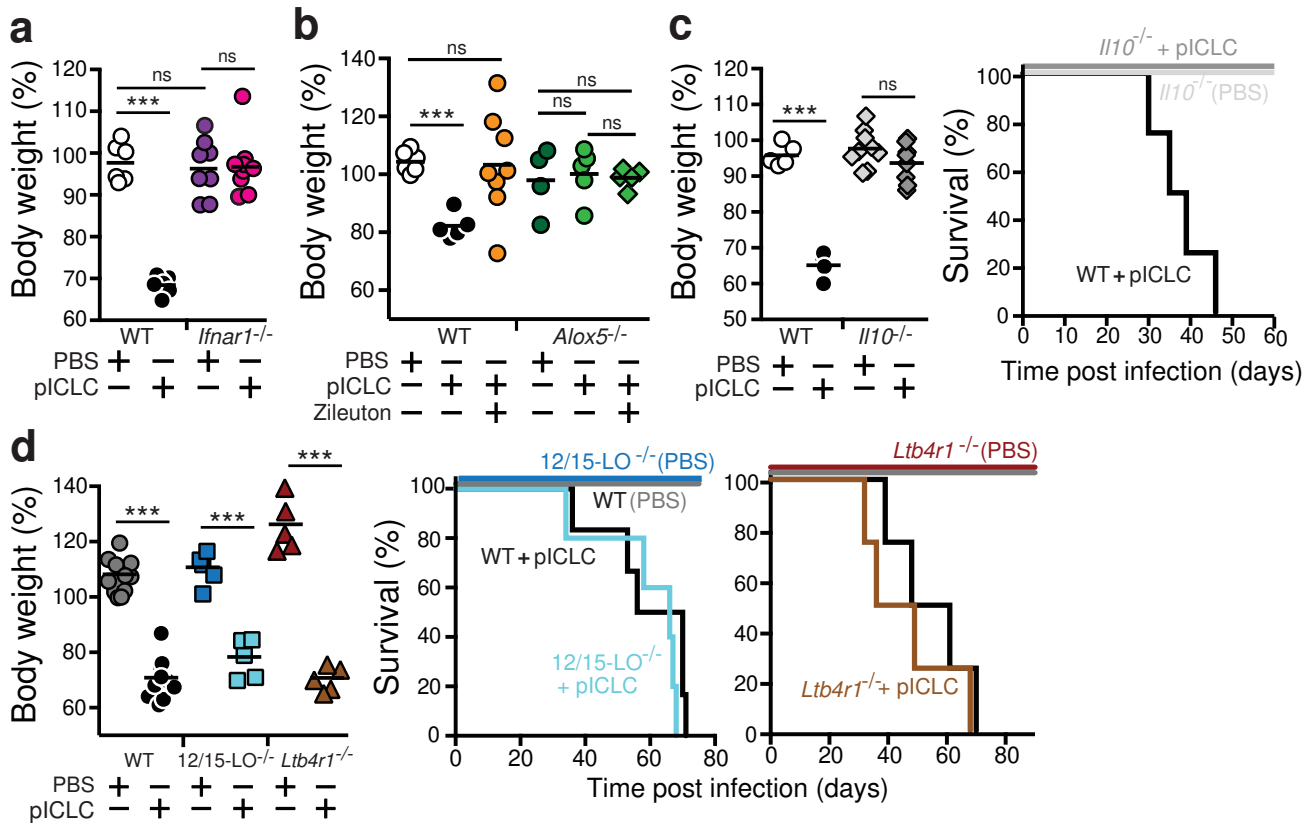 a
Body weight (%)
120
110
100
90
80
70
60
ns
ns
***
WT
Ifnar1-/-
PBS + − + −
pICLC − + − +
b
Body weight (%)
140
120
100
80
60
ns
***
ns
ns
ns
WT
Alox5-/-
PBS + − − + − −
pICLC − + + − + +
Zileuton − − + − − +
c
Body weight (%)
120
110
100
90
80
70
60
50
***
ns
WT
Il10-/-
PBS + − + −
pICLC − + − +
Il10-/- + pICLC
Il10-/- (PBS)
Survival (%)
100
80
60
40
20
0
WT + pICLC
0 10 20 30 40 50 60
Time post infection (days)
d
Body weight (%)
140
120
100
80
60
***
***
***
WT
12/15-LO-/-
Ltb4r1-/-
PBS + − + − + −
pICLC − + − + − +
12/15-LO-/- (PBS)
WT (PBS)
WT + pICLC
12/15-LO-/-
+ pICLC
Survival (%)
100
80
60
40
20
0
0 20 40 60 80
Ltb4r1-/- (PBS)
100
80
60
40
20
0
Ltb4r1-/- + pICLC
0 20 40 60 80
Time post infection (days)